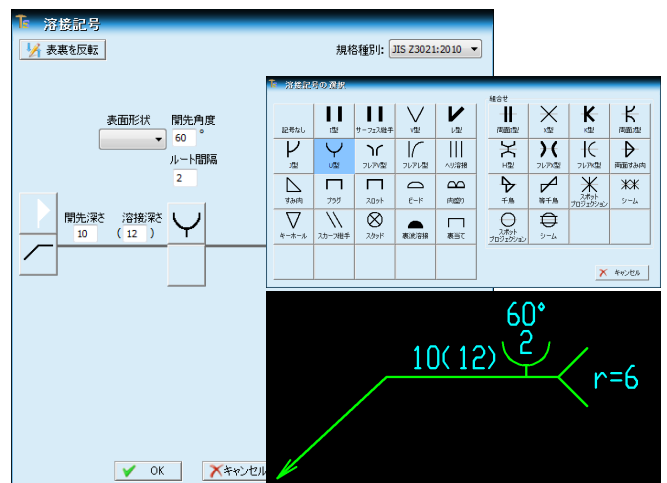 溶接記号
表裏を反転
規格種別: JIS Z3021:2010
表面形状
開先角度
60 °
ルート間隔
2
開先深さ
溶接深さ
10
( 12 )
OK
キャンセル
溶接記号の選択
組合せ
記号なし
I型
サーフェス継手
V型
レ型
両面I型
X型
K型
両面J型
J型
U型
フレアV型
フレアレ型
ヘリ溶接
H型
フレアX型
フレアK型
両面すみ肉
すみ肉
プラグ
スロット
ビード
肉盛り
千鳥
等千鳥
スポット
プロジェクション
シーム
キーホール
スカーフ継手
スタッド
裏波溶接
裏当て
スポット
プロジェクション
シーム
キャンセル
60°
2
10(12)
r=6